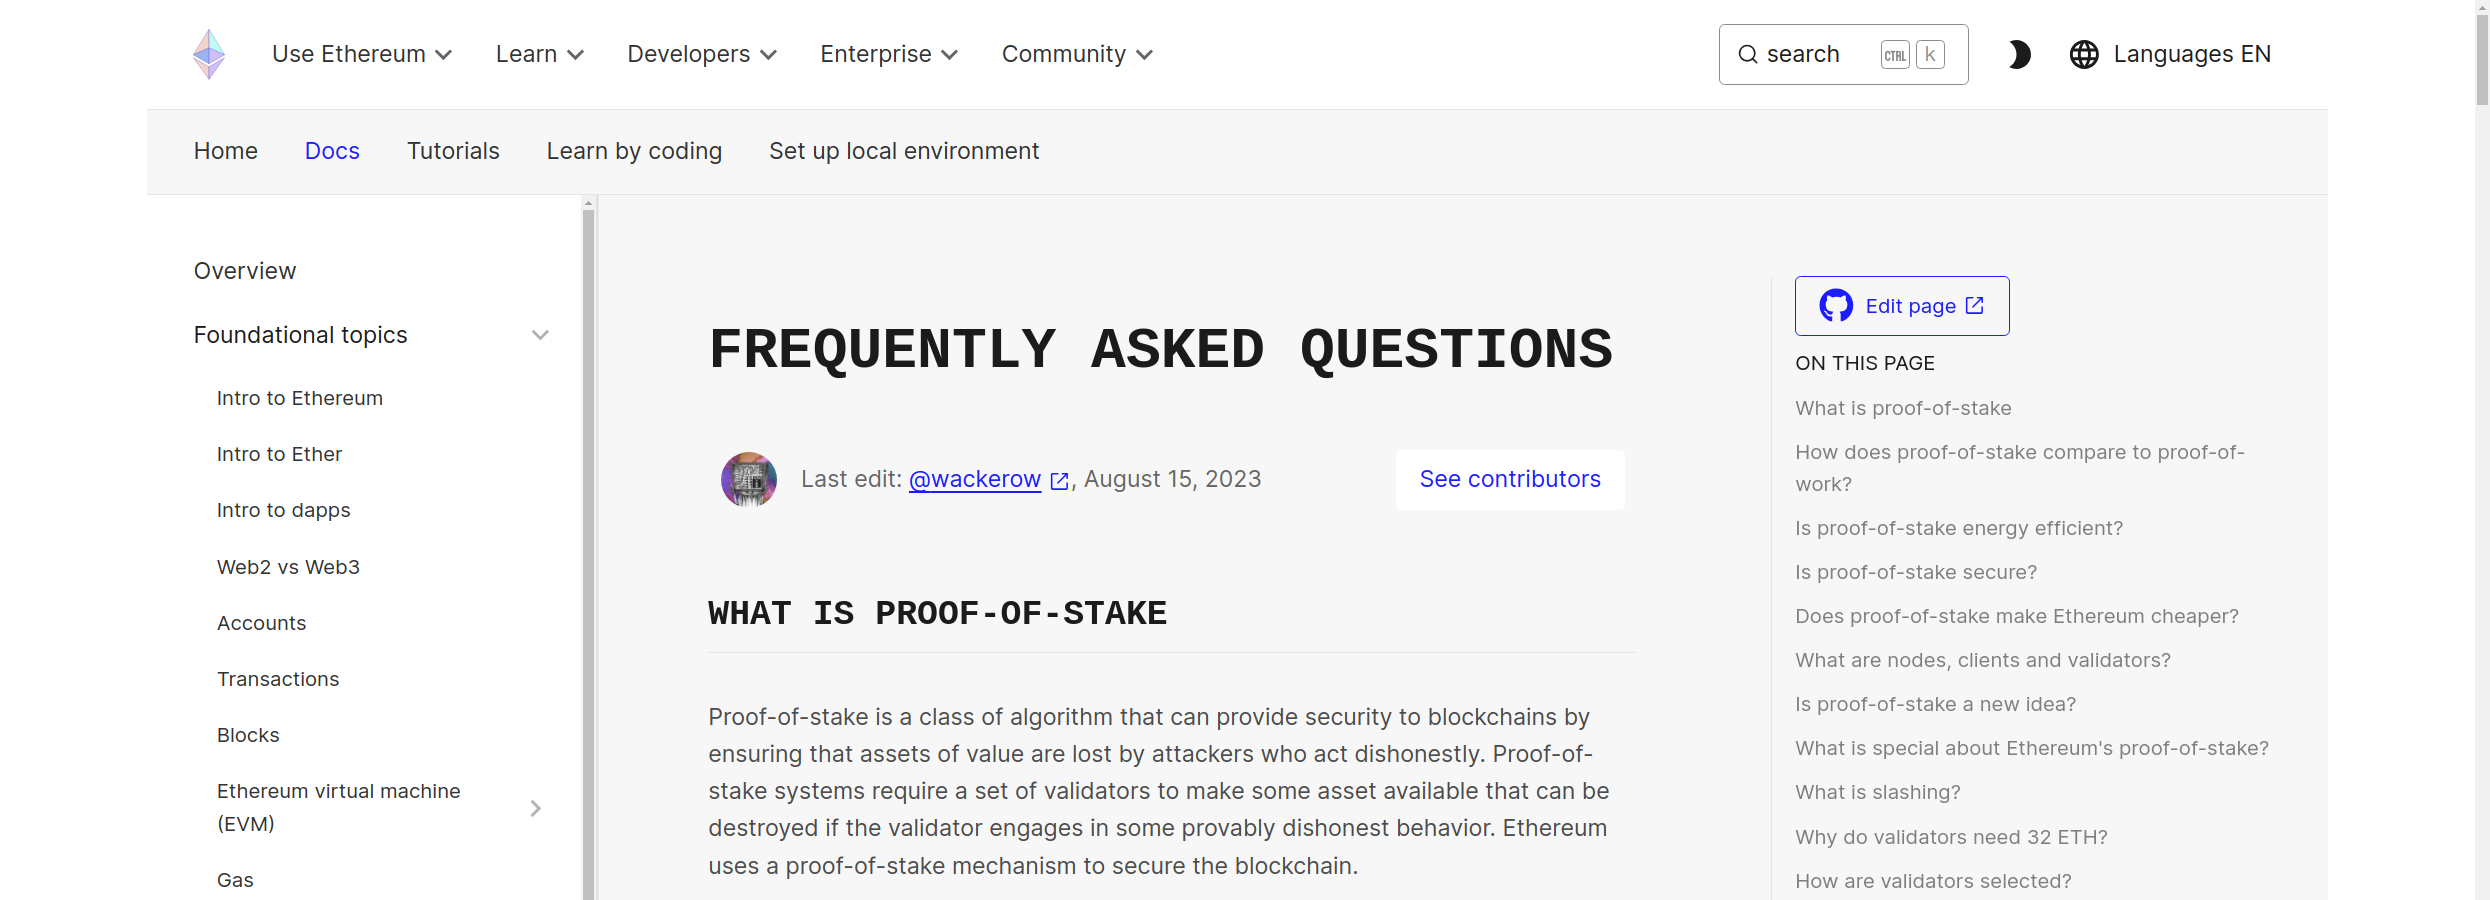 Use Ethereum
Learn
Developers
Enterprise
Community
search
CTRL
k
Languages EN
Home
Docs
Tutorials
Learn by coding
Set up local environment
Overview
Foundational topics
Intro to Ethereum
Intro to Ether
Intro to dapps
Web2 vs Web3
Accounts
Transactions
Blocks
Ethereum virtual machine
(EVM)
Gas
FREQUENTLY ASKED QUESTIONS
Last edit: @wackerow , August 15, 2023
See contributors
WHAT IS PROOF-OF-STAKE
Proof-of-stake is a class of algorithm that can provide security to blockchains by
ensuring that assets of value are lost by attackers who act dishonestly. Proof-of-
stake systems require a set of validators to make some asset available that can be
destroyed if the validator engages in some provably dishonest behavior. Ethereum
uses a proof-of-stake mechanism to secure the blockchain.
Edit page
ON THIS PAGE
What is proof-of-stake
How does proof-of-stake compare to proof-of-
work?
Is proof-of-stake energy efficient?
Is proof-of-stake secure?
Does proof-of-stake make Ethereum cheaper?
What are nodes, clients and validators?
Is proof-of-stake a new idea?
What is special about Ethereum's proof-of-stake?
What is slashing?
Why do validators need 32 ETH?
How are validators selected?